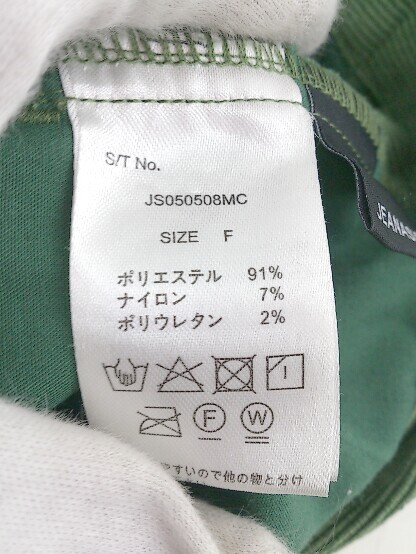 S/T No.
JS050508MC
SIZE F
ポリエステル 91%
ナイロン 7%
ポリウレタン 2%
F W
すいので他の物と分け
JEANAS